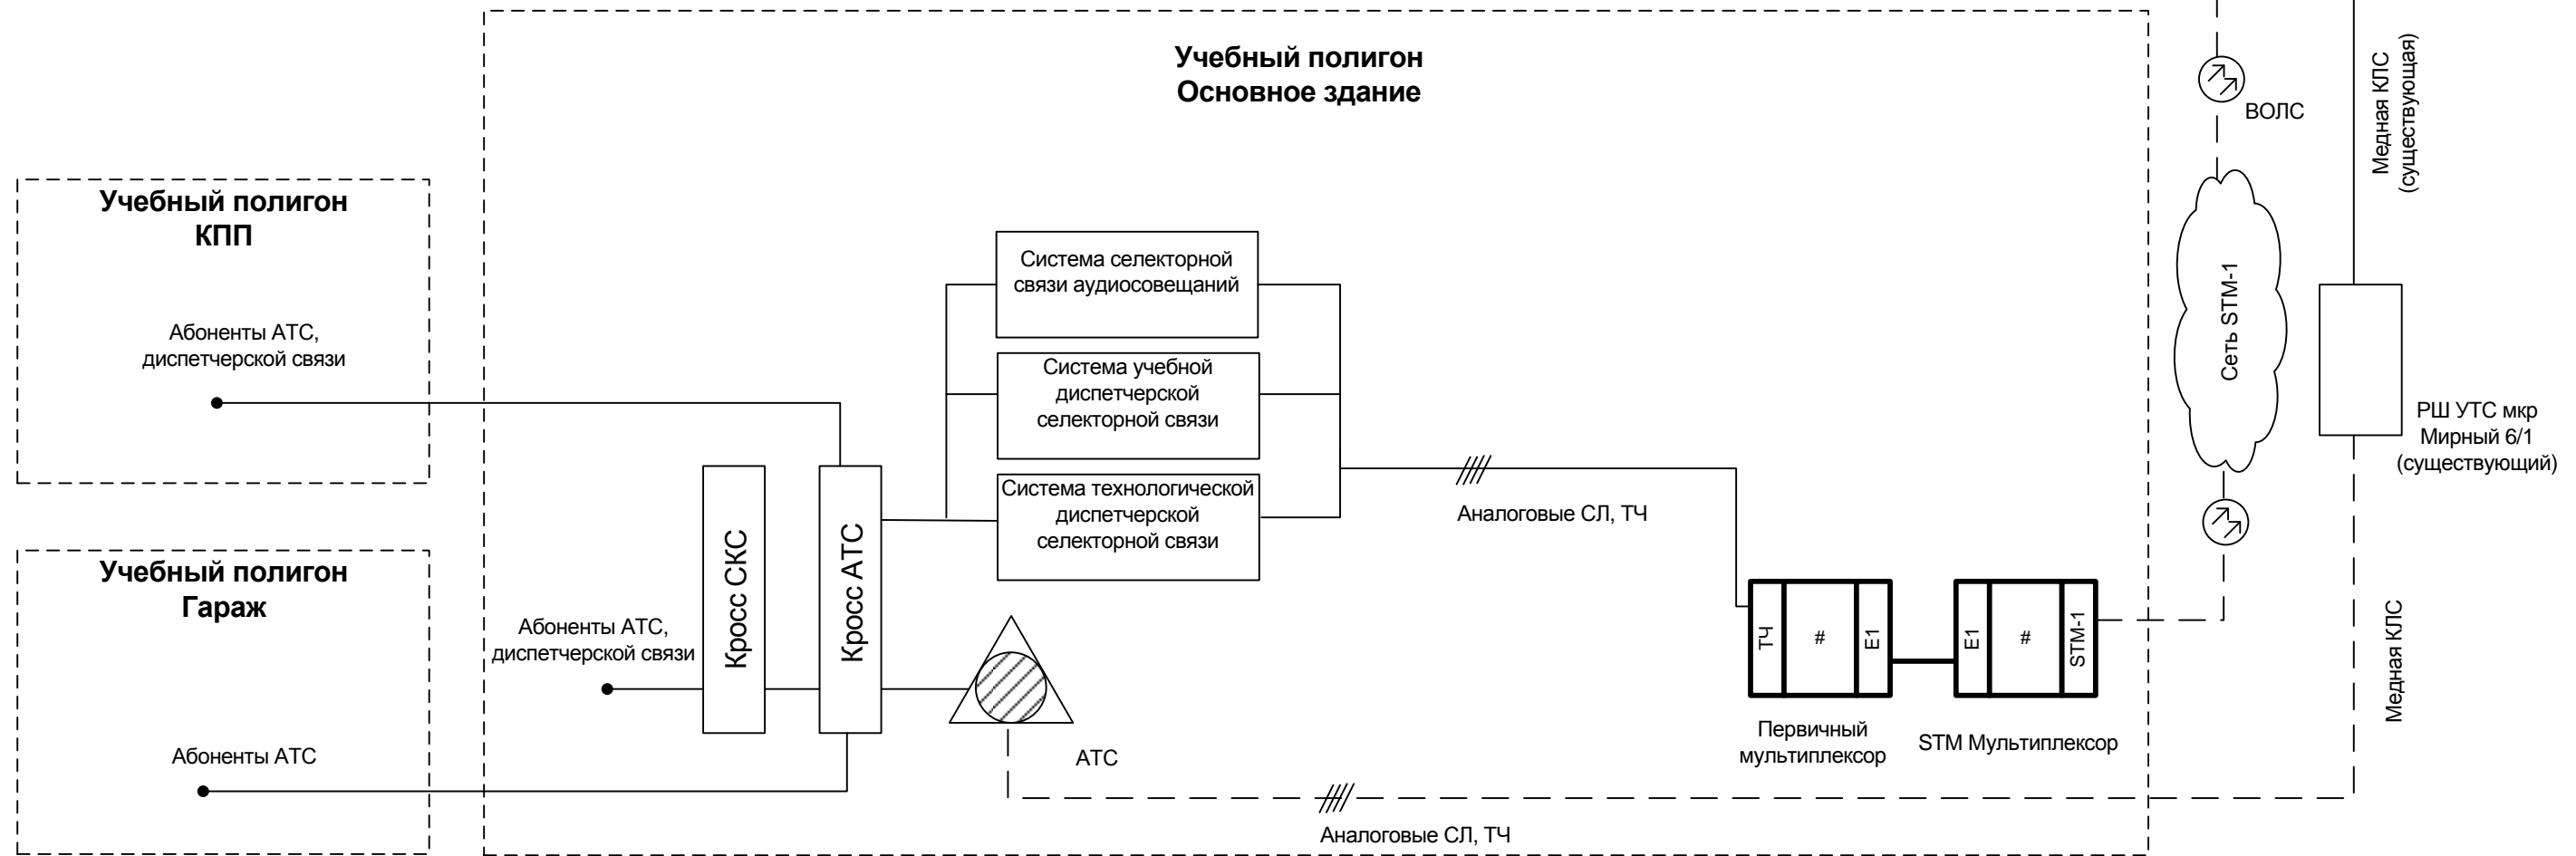 Учебный полигон
Основное здание
Медная КЛС
(существующая)
ВОЛС
Учебный полигон
КПП
Абоненты АТС,
диспетчерской связи
Система селекторной
связи аудиосовещаний
Система учебной
диспетчерской
селекторной связи
Система технологической
диспетчерской
селекторной связи
Аналоговые СЛ, ТЧ
Сеть STM-1
РШ УТС мкр
Мирный 6/1
(существующий)
Учебный полигон
Гараж
Абоненты АТС
Абоненты АТС,
диспетчерской связи
Кросс СКС
Кросс АТС
АТС
ТЧ
#
E1
E1
#
STM-1
Первичный
мультиплексор
STM Мультиплексор
Медная КЛС
Аналоговые СЛ, ТЧ